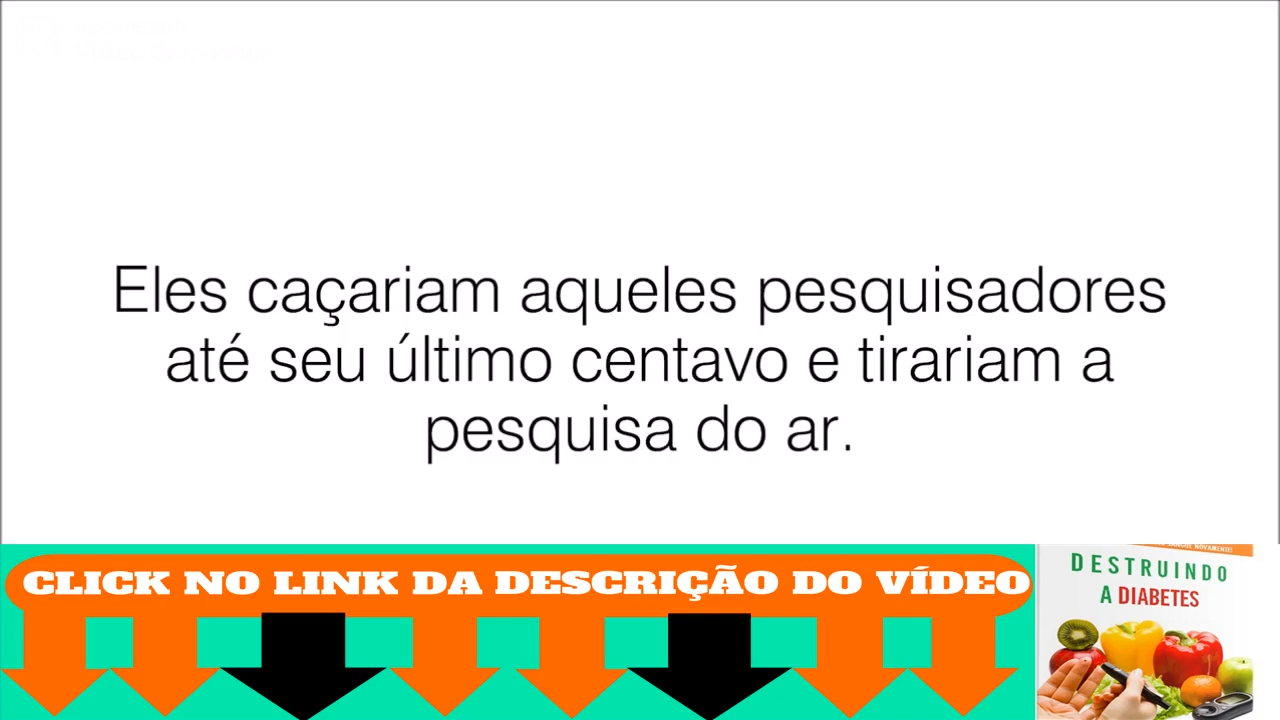 Eles caçariam aqueles pesquisadores
até seu último centavo e tirariam a
pesquisa do ar.
CLICK NO LINK DA DESCRIÇÃO DO VÍDEO
NOVAMENTE!
DESTRUINDO
A DIABETES